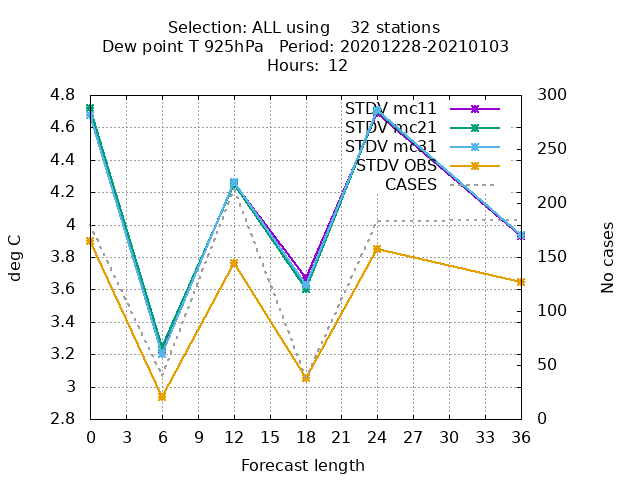 Selection: ALL using    32 stations
Dew point T 925hPa   Period: 20201228-20210103
Hours:  12
4.8
4.6
4.4
4.2
4
3.8
3.6
3.4
3.2
3
2.8
deg C
300
250
200
150
100
50
0
No cases
STDV mc11
STDV mc21
STDV mc31
STDV OBS
CASES
0 3 6 9 12 15 18 21 24 27 30 33 36
Forecast length